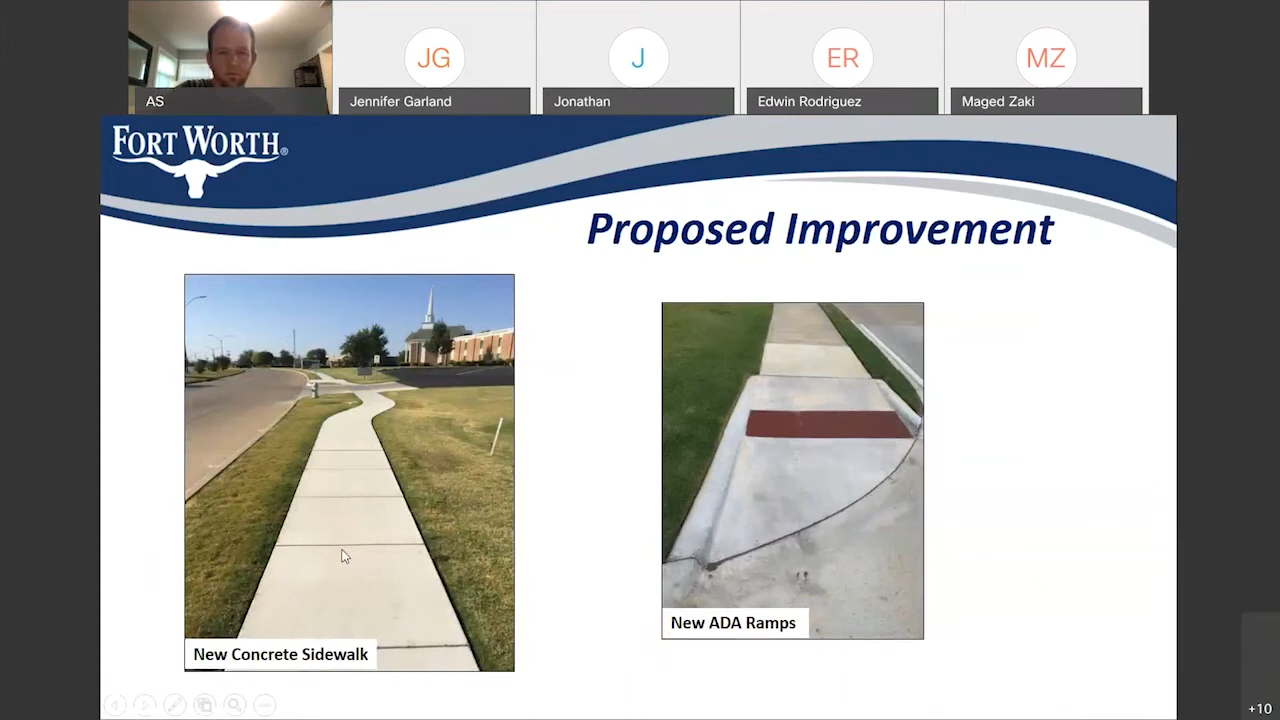 AS
JG
Jennifer Garland
J
Jonathan
ER
Edwin Rodriguez
MZ
Maged Zaki
FORT WORTH®
Proposed Improvement
New Concrete Sidewalk
New ADA Ramps
+10